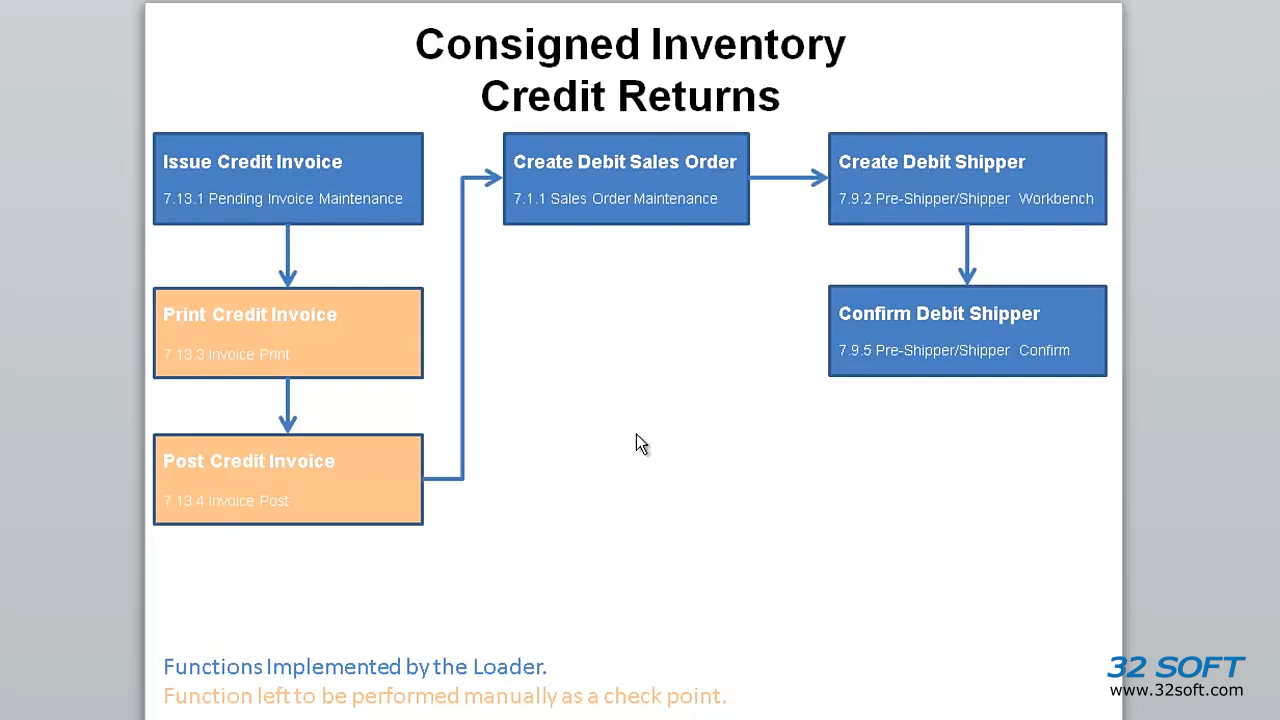 Consigned Inventory
Credit Returns
Issue Credit Invoice
7.13.1 Pending Invoice Maintenance
Print Credit Invoice
7.13.3 Invoice Print
Post Credit Invoice
7.13.4 Invoice Post
Create Debit Sales Order
7.1.1 Sales Order Maintenance
Create Debit Shipper
7.9.2 Pre-Shipper/Shipper Workbench
Confirm Debit Shipper
7.9.5 Pre-Shipper/Shipper Confirm
Functions Implemented by the Loader.
Function left to be performed manually as a check point.
32 SOFT
www.32soft.com